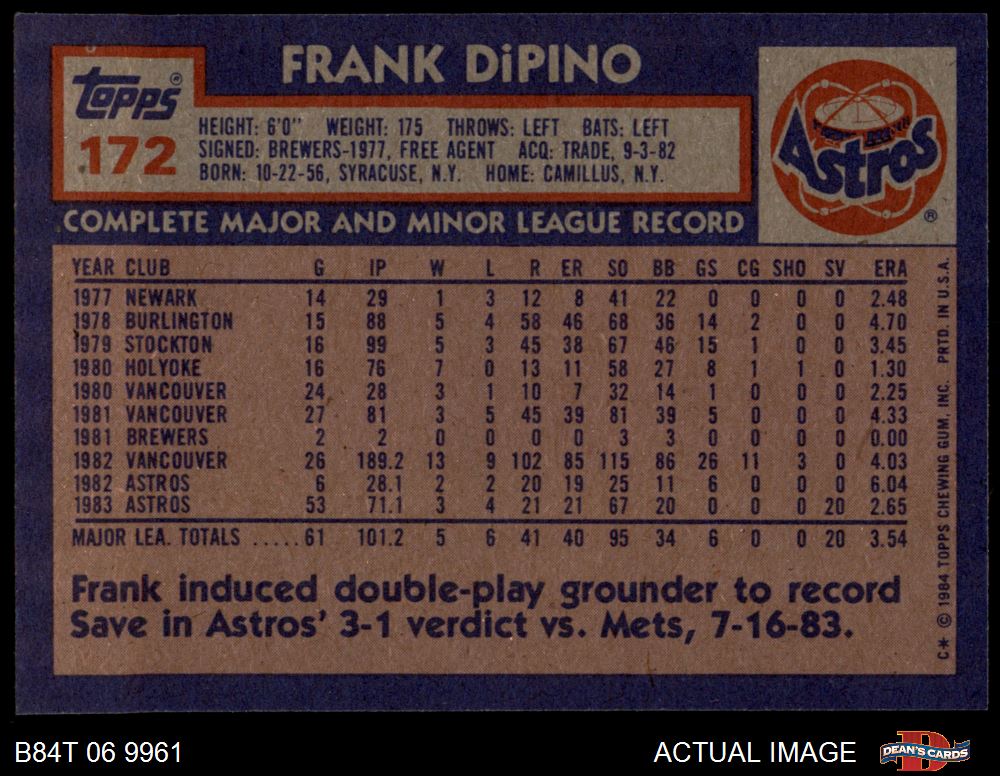 FRANK DiPINO
Topps®
172
HEIGHT: 6'0" WEIGHT: 175 THROWS: LEFT BATS: LEFT
SIGNED: BREWERS-1977, FREE AGENT ACQ: TRADE, 9-3-82
BORN: 10-22-56, SYRACUSE, N.Y. HOME: CAMILLUS, N.Y.
Astros
®
COMPLETE MAJOR AND MINOR LEAGUE RECORD
YEAR CLUB G IP W L R ER SO BB GS CG SHO SV ERA
1977 NEWARK 14 29 1 3 12 8 41 22 0 0 0 0 2.48
1978 BURLINGTON 15 88 5 4 58 46 68 36 14 2 0 0 4.70
1979 STOCKTON 16 99 5 3 45 38 67 46 15 1 0 0 3.45
1980 HOLYOKE 16 76 7 0 13 11 58 27 8 1 1 0 1.30
1980 VANCOUVER 24 28 3 1 10 7 32 14 1 0 0 0 2.25
1981 VANCOUVER 27 81 3 5 45 39 81 39 5 0 0 0 4.33
1981 BREWERS 2 2 0 0 0 0 3 3 0 0 0 0 0.00
1982 VANCOUVER 26 189.2 13 9 102 85 115 86 26 11 3 0 4.03
1982 ASTROS 6 28.1 2 2 20 19 25 11 6 0 0 0 6.04
1983 ASTROS 53 71.1 3 4 21 21 67 20 0 0 0 20 2.65
MAJOR LEA. TOTALS .....61 101.2 5 6 41 40 95 34 6 0 0 20 3.54
Frank induced double-play grounder to record
Save in Astros' 3-1 verdict vs. Mets, 7-16-83.
C* © 1984 TOPPS CHEWING GUM, INC. PRTD. IN U.S.A.
B84T 06 9961
ACTUAL IMAGE
DEAN'S CARDS